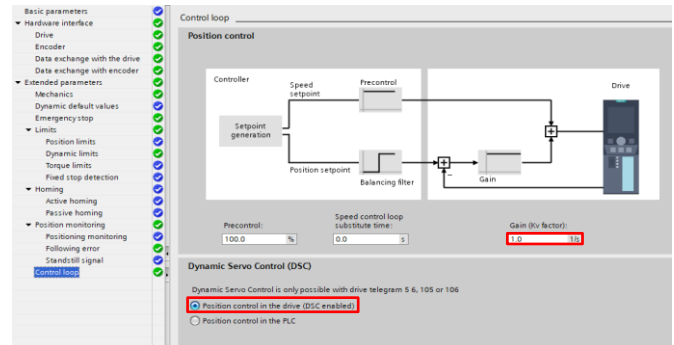 Basic parameters
Hardware interface
Drive
Encoder
Data exchange with the drive
Data exchange with encoder
Extended parameters
Mechanics
Dynamic default values
Emergency stop
Limits
Position limits
Dynamic limits
Torque limits
Fixed stop detection
Homing
Active homing
Passive homing
Position monitoring
Positioning monitoring
Following error
Standstill signal
Control loop
Control loop
Position control
Controller
Speed
setpoint
Precontrol
Drive
Setpoint
generation
Position setpoint
Balancing filter
Gain
Precontrol:
100.0 %
Speed control loop
substitute time:
0.0 s
Gain (Kv factor):
1.0 1/s
Dynamic Servo Control (DSC)
Dynamic Servo Control is only possible with drive telegram 5 6, 105 or 106
Position control in the drive (DSC enabled)
Position control in the PLC